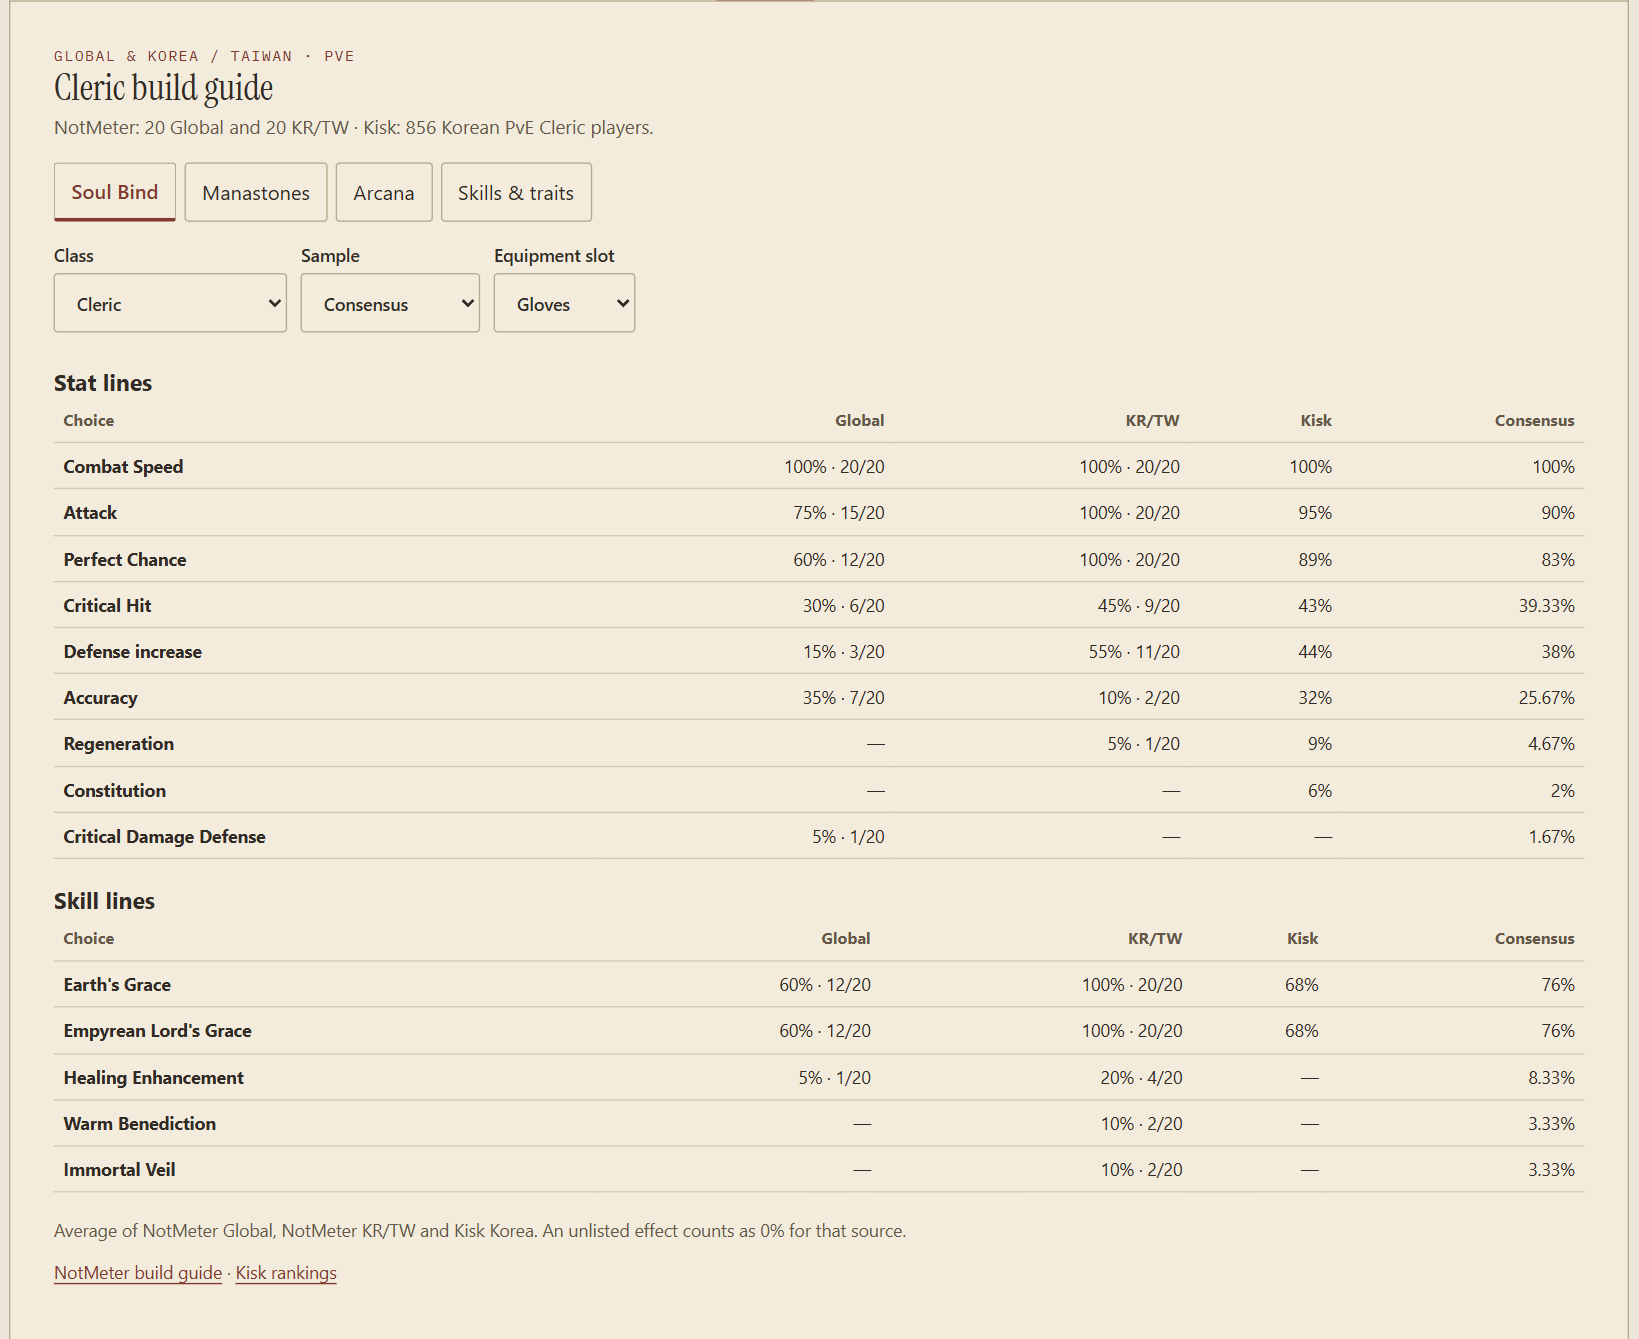 GLOBAL & KOREA / TAIWAN · PVE
Cleric build guide
NotMeter: 20 Global and 20 KR/TW · Kisk: 856 Korean PvE Cleric players.
Soul Bind Manastones Arcana Skills & traits
Class Sample Equipment slot
Cleric Consensus Gloves
Stat lines
Choice Global KR/TW Kisk Consensus
Combat Speed 100% · 20/20 100% · 20/20 100% 100%
Attack 75% · 15/20 100% · 20/20 95% 90%
Perfect Chance 60% · 12/20 100% · 20/20 89% 83%
Critical Hit 30% · 6/20 45% · 9/20 43% 39.33%
Defense increase 15% · 3/20 55% · 11/20 44% 38%
Accuracy 35% · 7/20 10% · 2/20 32% 25.67%
Regeneration — 5% · 1/20 9% 4.67%
Constitution — — 6% 2%
Critical Damage Defense 5% · 1/20 — — 1.67%
Skill lines
Choice Global KR/TW Kisk Consensus
Earth's Grace 60% · 12/20 100% · 20/20 68% 76%
Empyrean Lord's Grace 60% · 12/20 100% · 20/20 68% 76%
Healing Enhancement 5% · 1/20 20% · 4/20 — 8.33%
Warm Benediction — 10% · 2/20 — 3.33%
Immortal Veil — 10% · 2/20 — 3.33%
Average of NotMeter Global, NotMeter KR/TW and Kisk Korea. An unlisted effect counts as 0% for that source.
NotMeter build guide · Kisk rankings